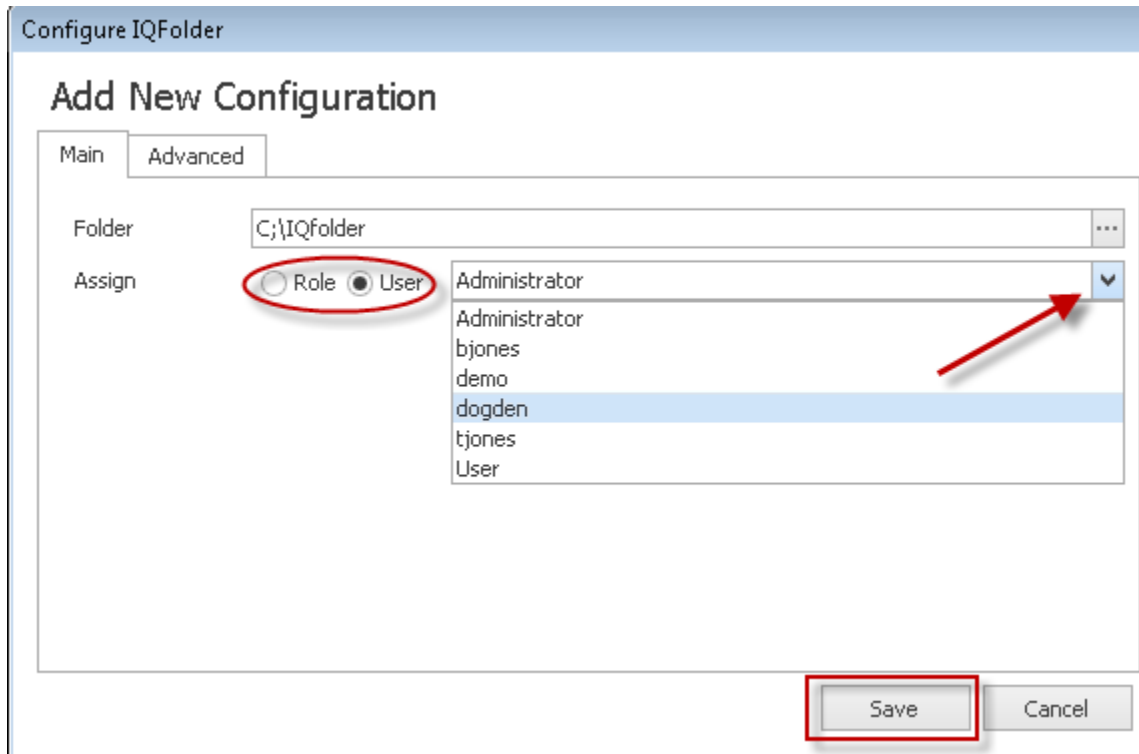 Configure IQFolder
Add New Configuration
Main Advanced
Folder C;\IQfolder ...
Assign Role User Administrator
Administrator
bjones
demo
dogden
tjones
User
Save Cancel